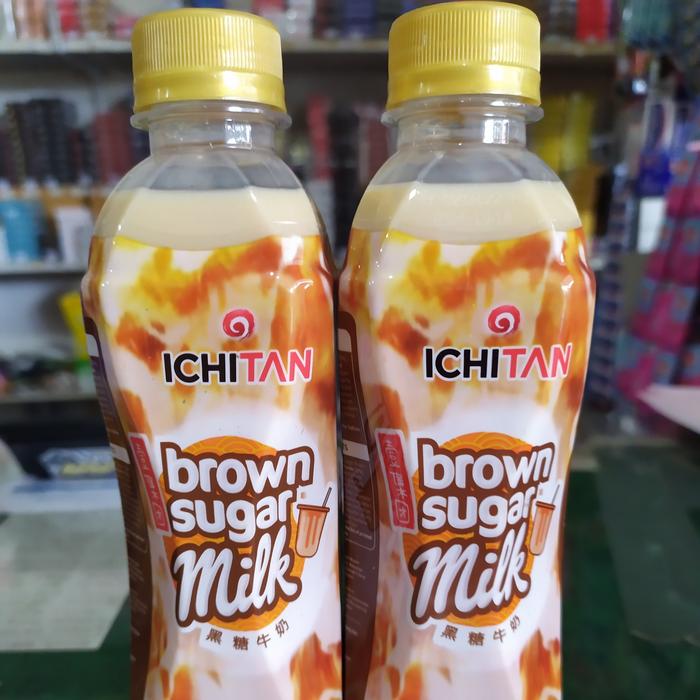 ICHITAN
brown
sugar
Milk
黑糖牛奶
ICHITAN
brown
sugar
Milk
黑糖牛奶